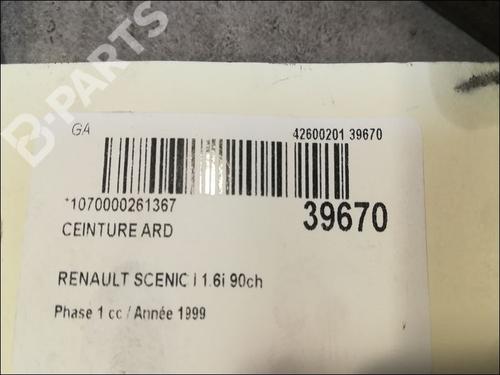 B-PARTS
GA
42600201 39670
*1070000261367
39670
CEINTURE ARD
RENAULT SCENIC I 1.6i 90ch
Phase 1 cc / Année 1999